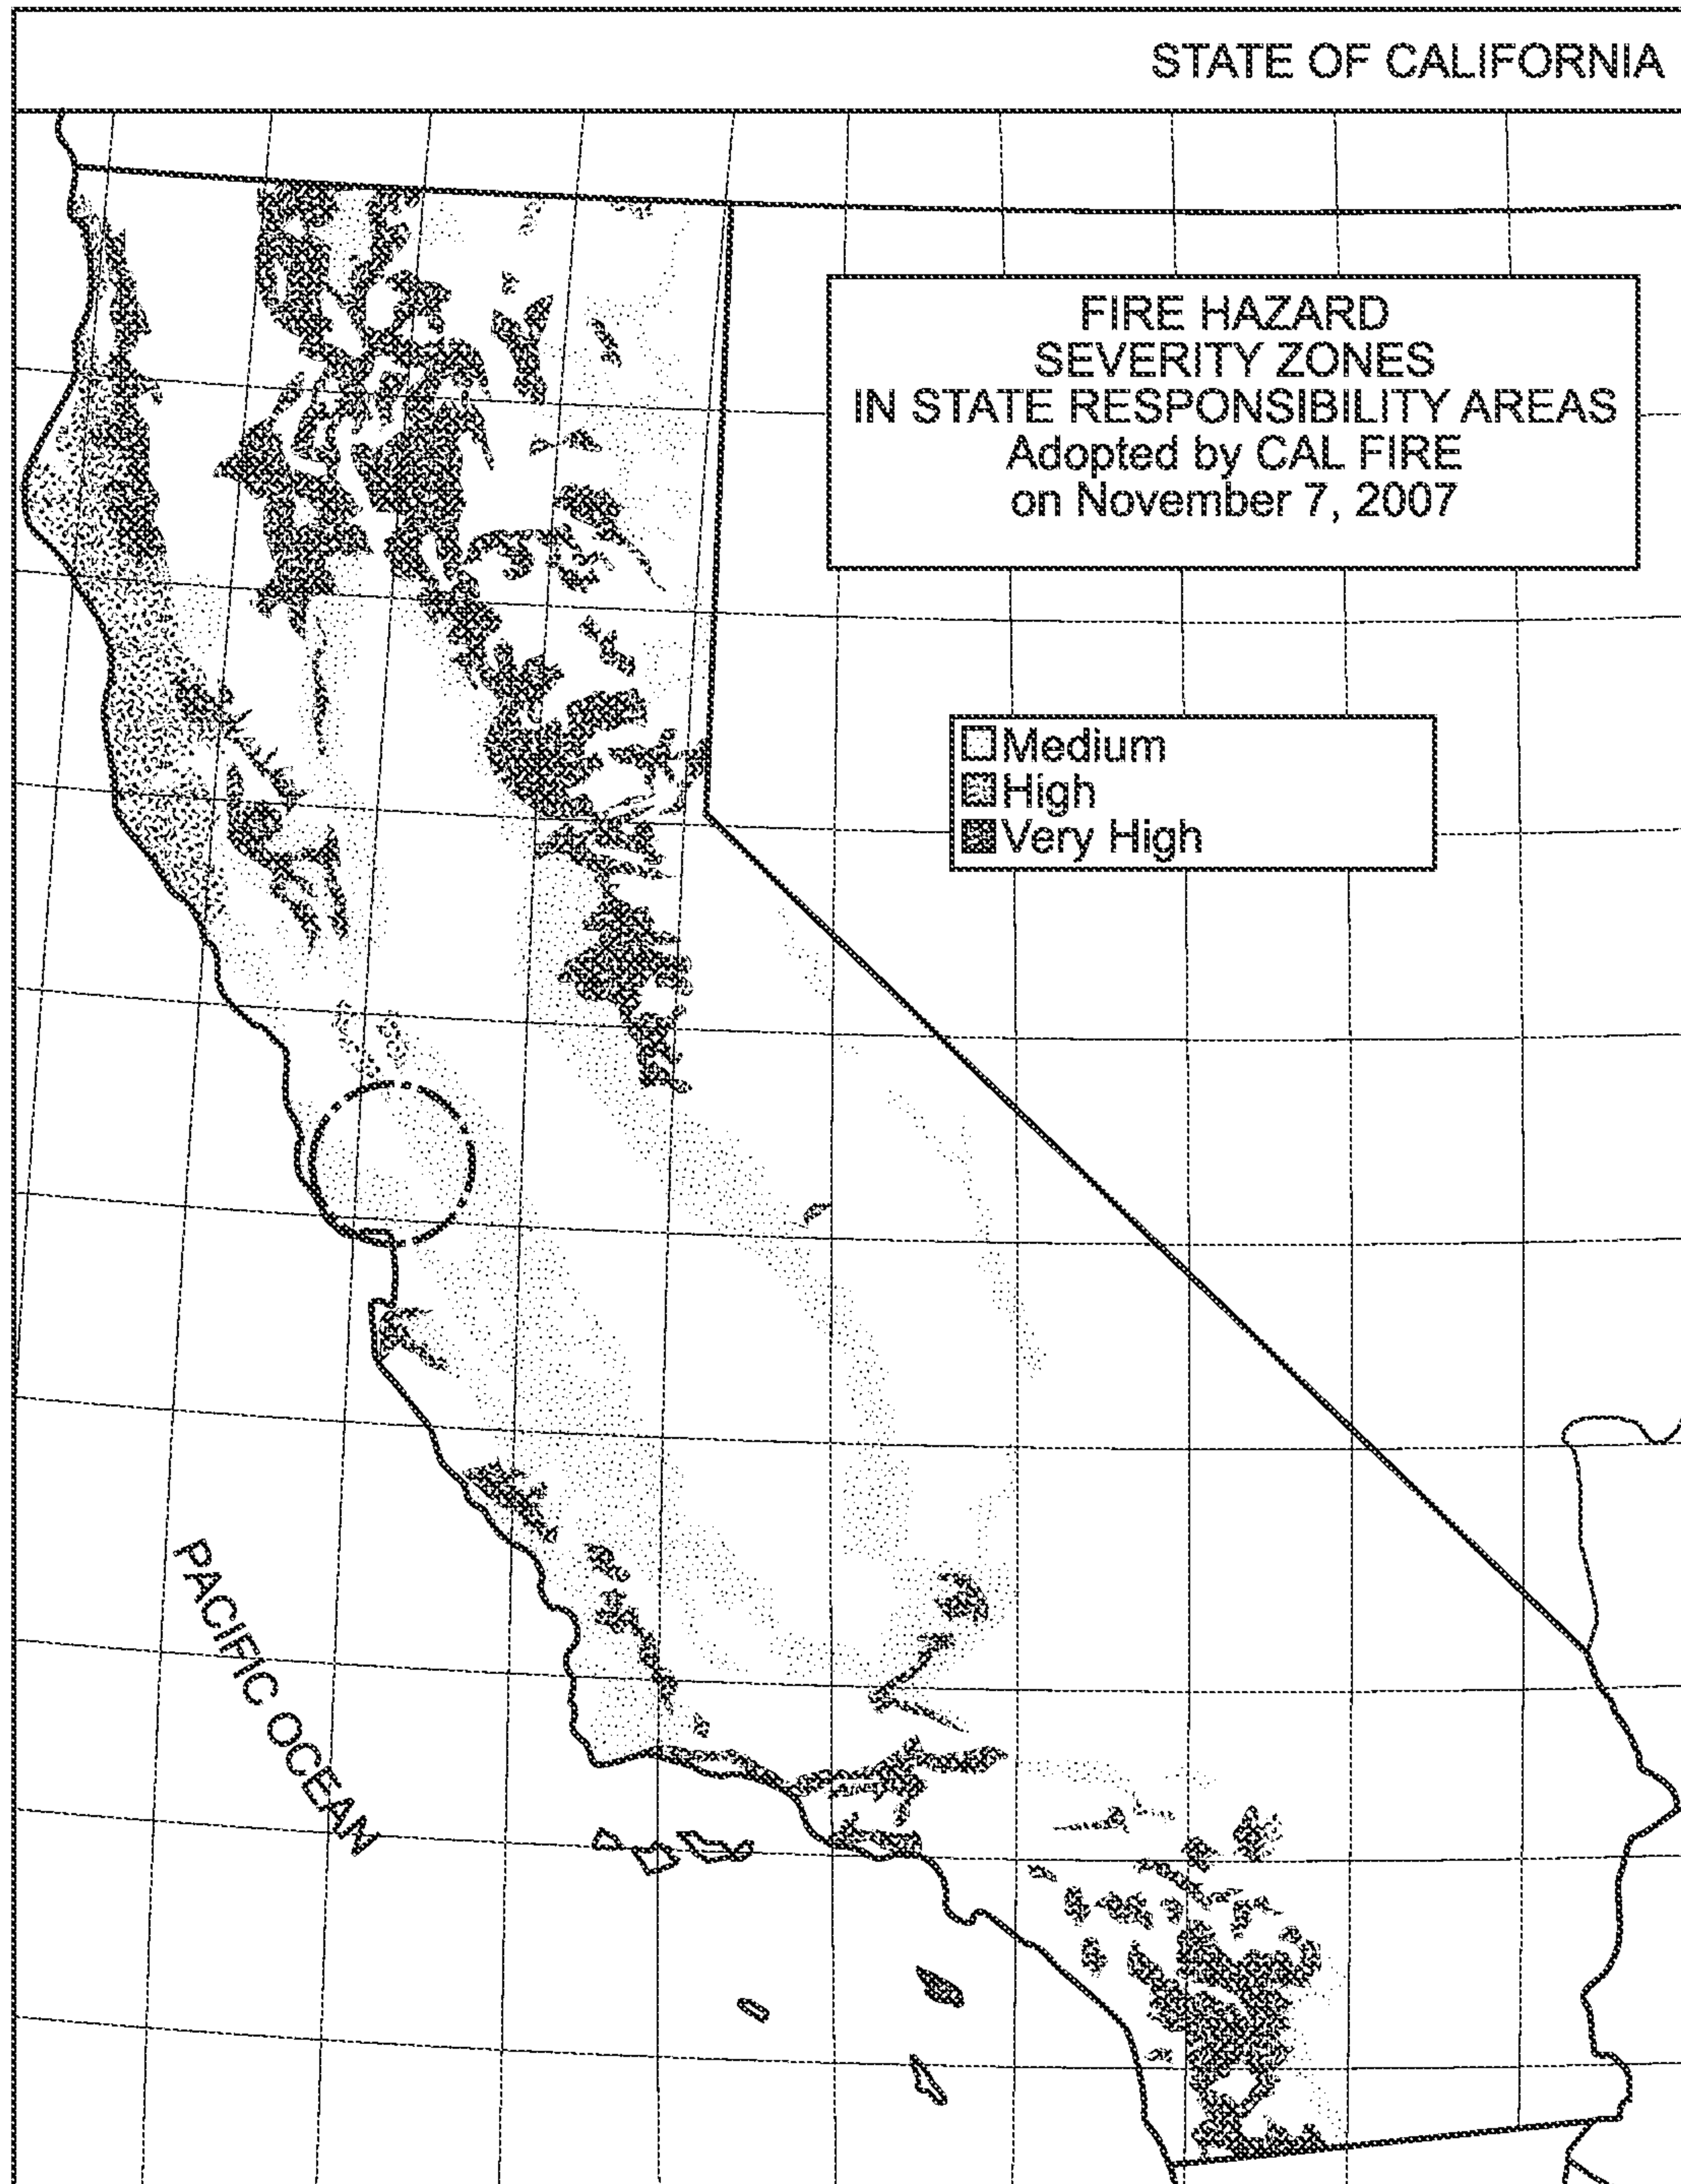 STATE OF CALIFORNIA
FIRE HAZARD
SEVERITY ZONES
IN STATE RESPONSIBILITY AREAS
Adopted by CAL FIRE
on November 7, 2007
Medium
High
Very High
PACIFIC OCEAN